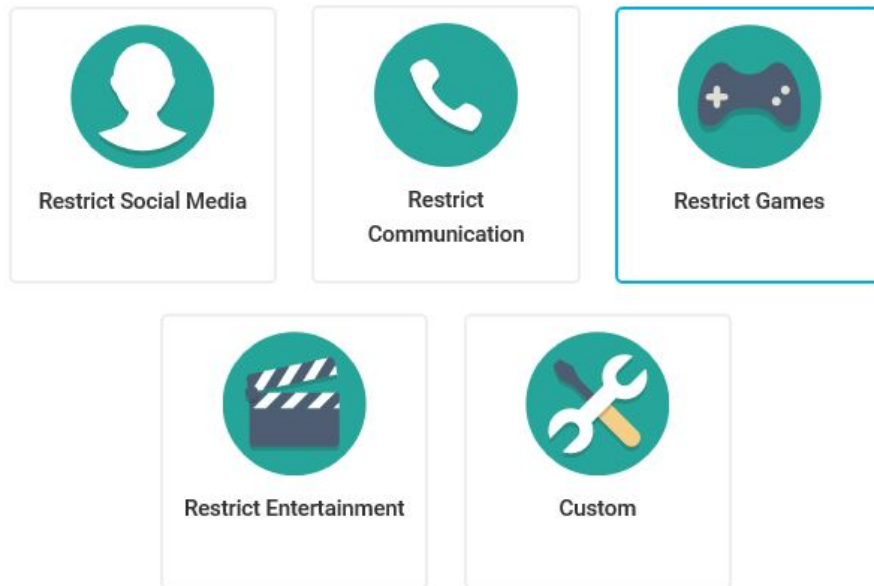 Restrict Social Media
Restrict
Communication
Restrict Games
Restrict Entertainment
Custom